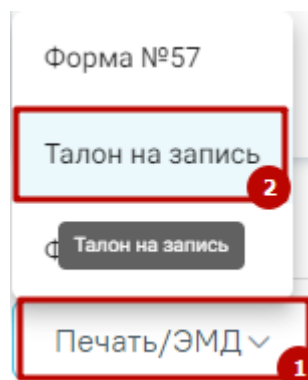 Форма №57
Талон на запись
2
Ф
Талон на запись
Печать/ЭМД
1